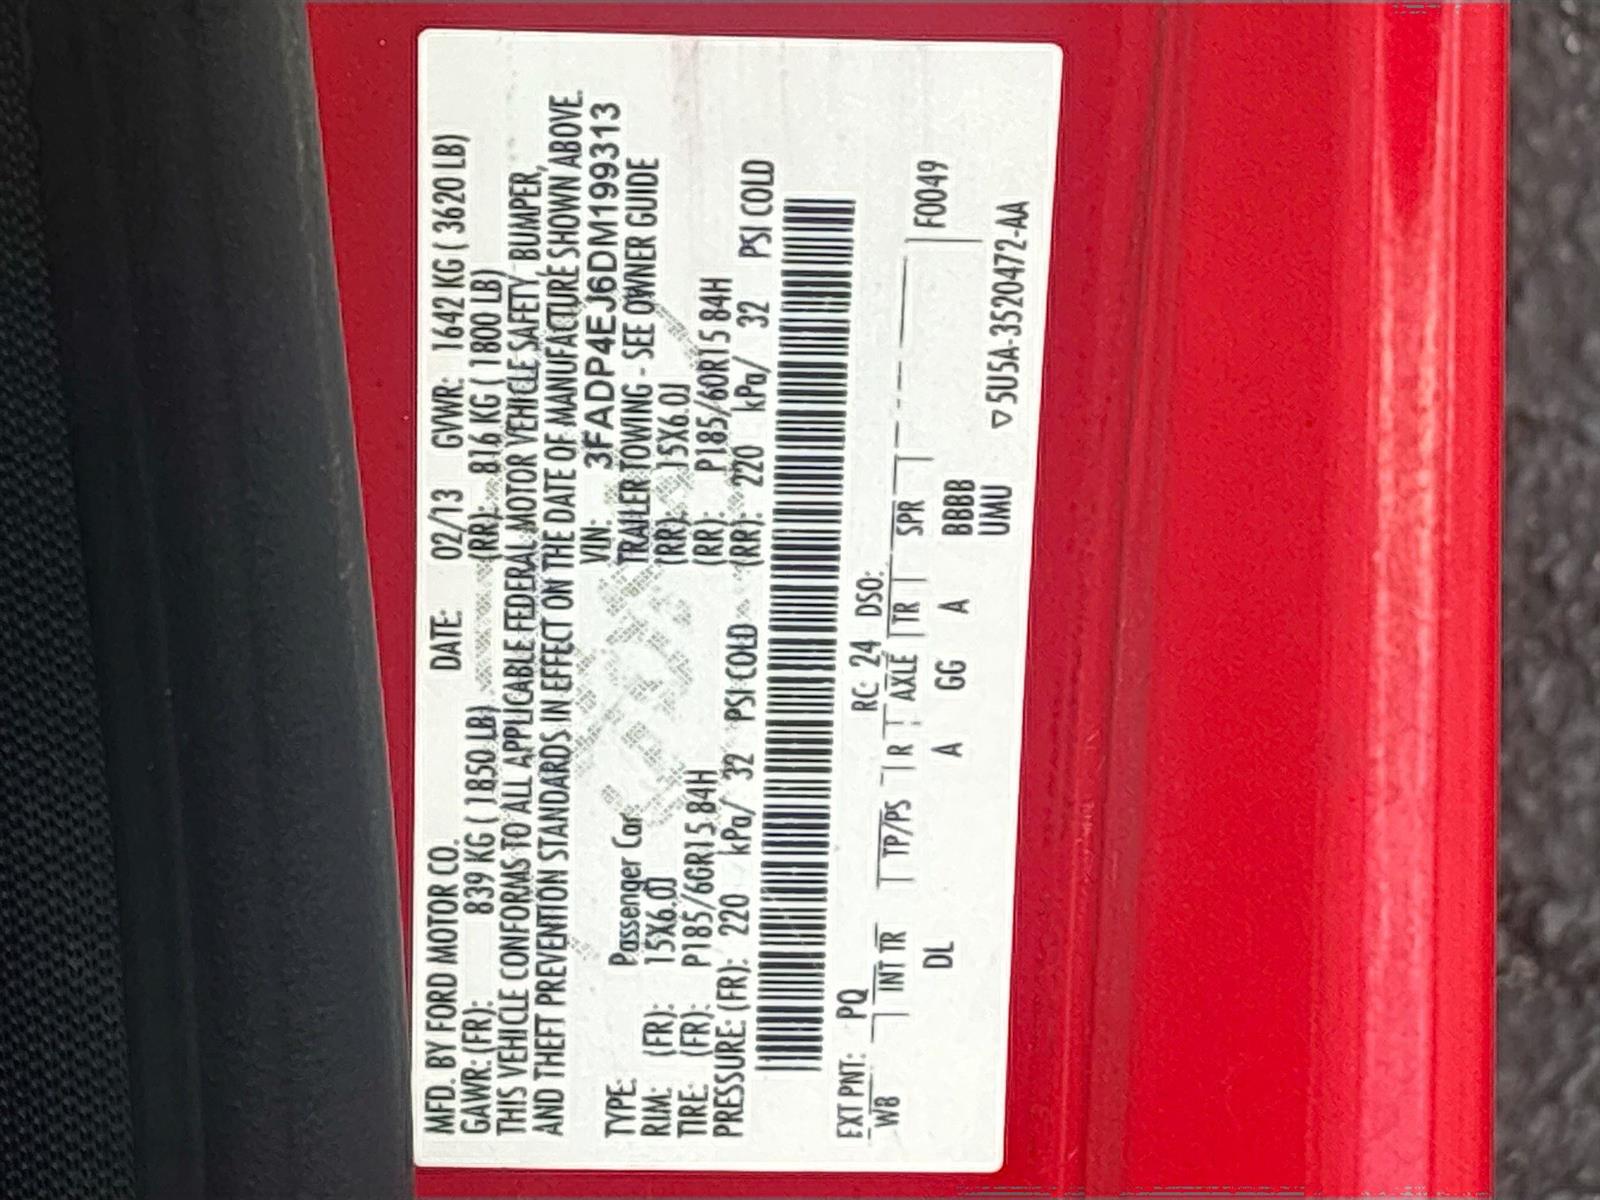 MFD. BY FORD MOTOR CO. DATE: 02/13 GVWR: 1642 KG ( 3620 LB)
GAWR: (FR): 839 KG ( 1850 LB) (RR): 816 KG ( 1800 LB)
THIS VEHICLE CONFORMS TO ALL APPLICABLE FEDERAL MOTOR VEHICLE SAFETY, BUMPER,
AND THEFT PREVENTION STANDARDS IN EFFECT ON THE DATE OF MANUFACTURE SHOWN ABOVE.
VIN: 3FADP4EJ6DM199313
TYPE: Passenger Car TRAILER TOWING - SEE OWNER GUIDE
RIM: (FR): 15X6.0J (RR): 15X6.0J
TIRE: (FR): P185/60R15 84H (RR): P185/60R15 84H
PRESSURE: (FR): 220 kPa/ 32 PSI COLD (RR): 220 kPa/ 32 PSI COLD
EXT PNT: PQ RC: 24 DSO:
WB INT TR TP/PS R AXLE TR SPR F0049
DL A GG A BBBB
UMU ▽5U5A-3520472-AA